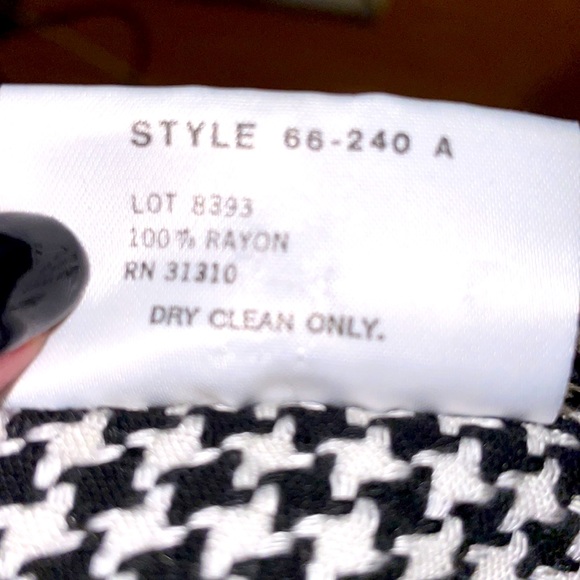 STYLE 66-240 A
LOT 8393
100% RAYON
RN 31310
DRY CLEAN ONLY.